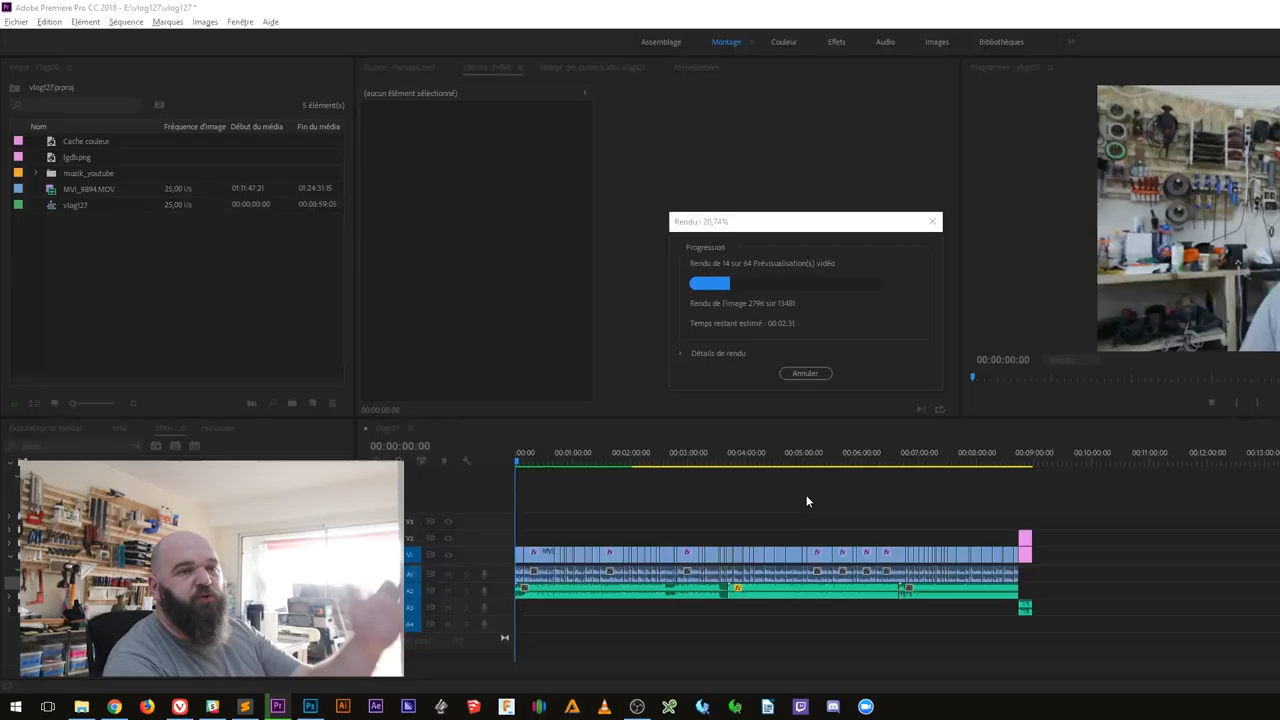 Adobe Premiere Pro CC 2018 - E:\vlog127\vlog127 *
Fichier Edition Elément Séquence Marques Images Fenêtre Aide
Assemblage Montage Couleur Effets Audio Images Bibliothèques
vlog127.prproj
5 élément(s)
Nom Fréquence d'image Début du média Fin du média
Cache couleur
lgdb.png
muzik_youtube
MVI_9894.MOV 25,00 i/s 01:11:47:21 01:24:31:15
vlog127 25,00 i/s 00:00:00:00 00:08:59:05
(aucun élément sélectionné)
00:00:00:00
Rendu : 20,74%
Progression
Rendu de 14 sur 64 Prévisualisation(s) vidéo
Rendu de l'image 2796 sur 13481
Temps restant estimé : 00:02:31
Détails de rendu
Annuler
00:00:00:00
00:00:00:00
:00:00 00:01:00:00 00:02:00:00 00:03:00:00 00:04:00:00 00:05:00:00 00:06:00:00 00:07:00:00 00:08:00:00 00:09:00:00 00:10:00:00 00:11:00:00 00:12:00:00 00:13:00:0
V3
V2
V1
A1 M S
A2 M S
A3 M S
A4 M S